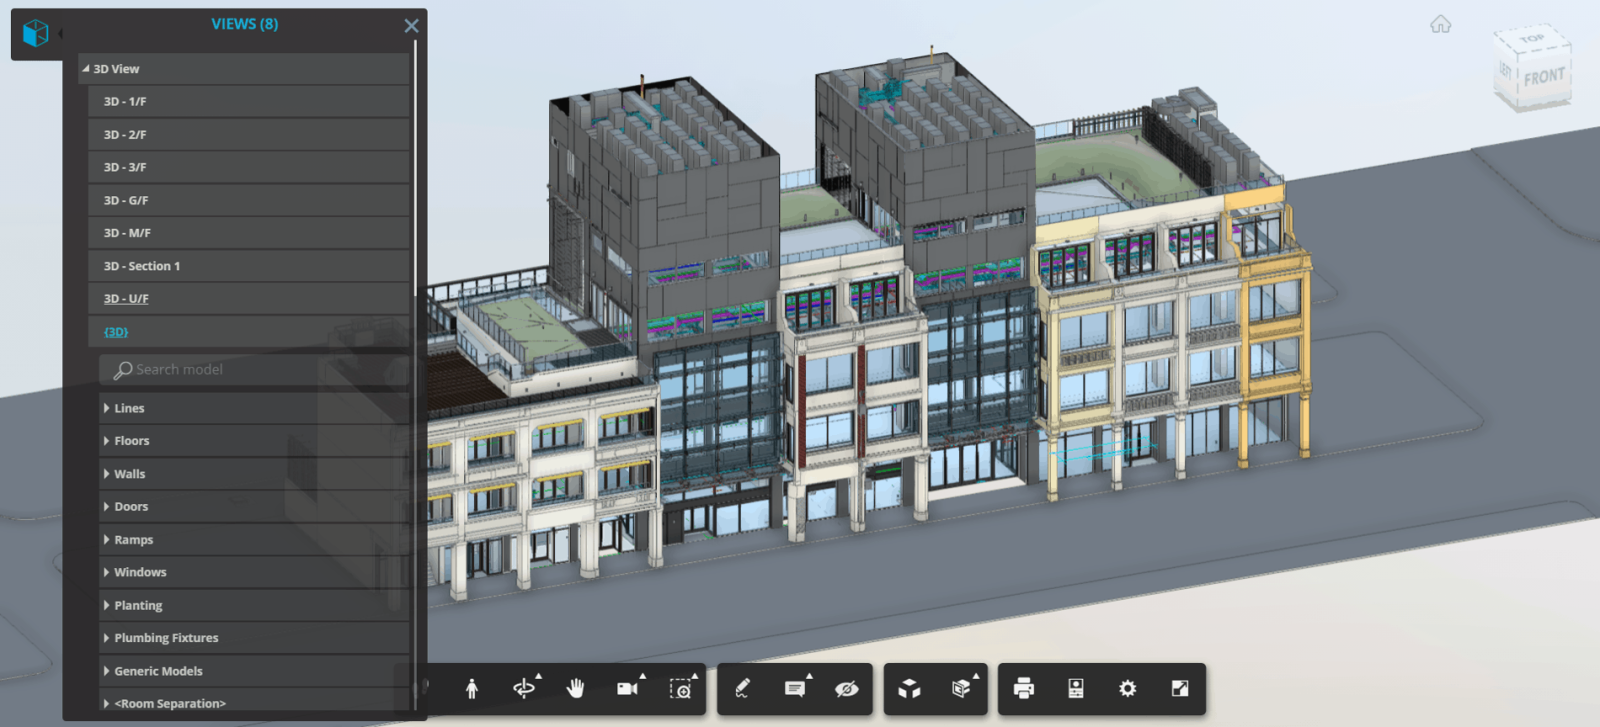 VIEWS (8)
3D View
3D - 1/F
3D - 2/F
3D - 3/F
3D - G/F
3D - M/F
3D - Section 1
3D - U/F
{3D}
Search model
Lines
Floors
Walls
Doors
Ramps
Windows
Planting
Plumbing Fixtures
Generic Models
<Room Separation>
TOP
LEFT
FRONT